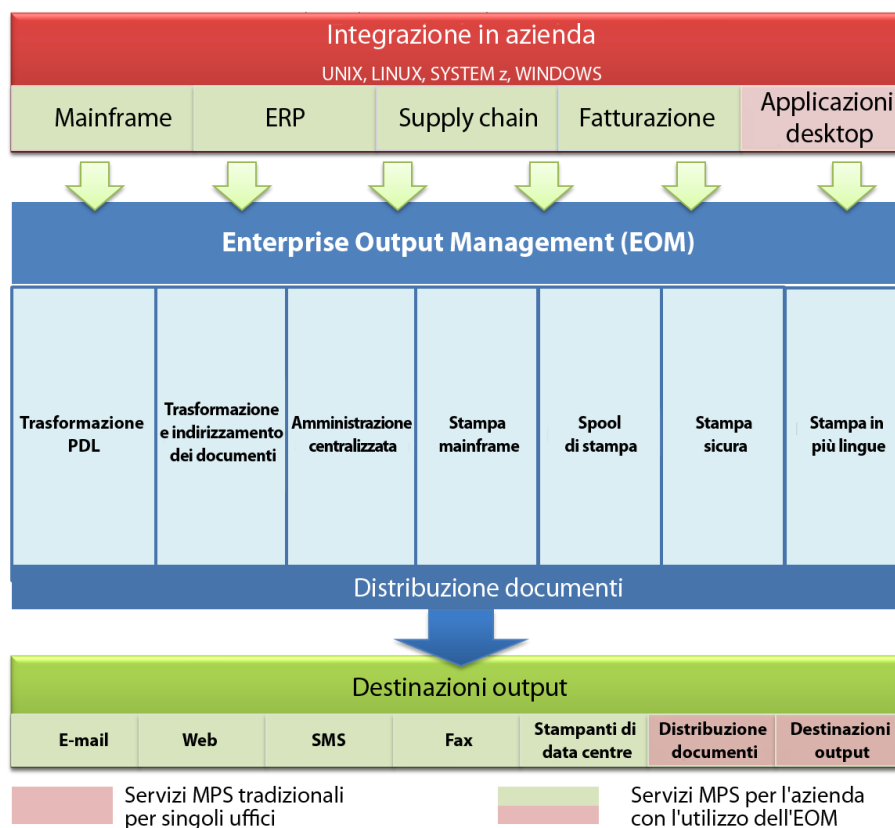 Integrazione in azienda
UNIX, LINUX, SYSTEM z, WINDOWS
Mainframe
ERP
Supply chain
Fatturazione
Applicazioni
desktop
Enterprise Output Management (EOM)
Trasformazione
PDL
Trasformazione
e indirizzamento
dei documenti
Amministrazione
centralizzata
Stampa
mainframe
Spool
di stampa
Stampa
sicura
Stampa in
più lingue
Distribuzione documenti
Destinazioni output
E-mail
Web
SMS
Fax
Stampanti di
data centre
Distribuzione
documenti
Destinazioni
output
Servizi MPS tradizionali
per singoli uffici
Servizi MPS per l'azienda
con l'utilizzo dell'EOM